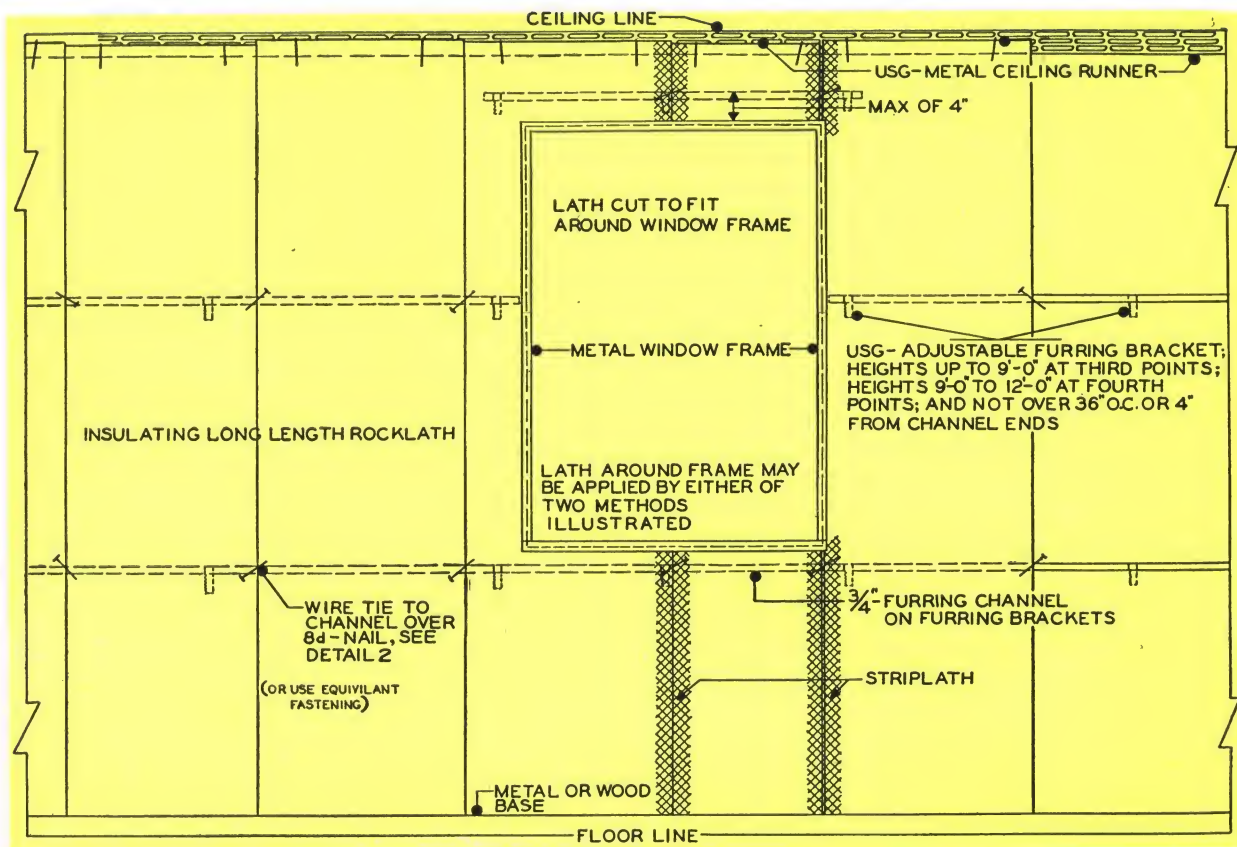 CEILING LINE
USG-METAL CEILING RUNNER
MAX OF 4"
LATH CUT TO FIT
AROUND WINDOW FRAME
METAL WINDOW FRAME
USG-ADJUSTABLE FURRING BRACKET;
HEIGHTS UP TO 9'-0" AT THIRD POINTS;
HEIGHTS 9'-0" TO 12'-0" AT FOURTH
POINTS; AND NOT OVER 36" O.C. OR 4"
FROM CHANNEL ENDS
INSULATING LONG LENGTH ROCKLATH
LATH AROUND FRAME MAY
BE APPLIED BY EITHER OF
TWO METHODS
ILLUSTRATED
WIRE TIE TO
CHANNEL OVER
8d-NAIL, SEE
DETAIL 2
(OR USE EQUIVILANT
FASTENING)
3/4"-FURRING CHANNEL
ON FURRING BRACKETS
STRIPLATH
METAL OR WOOD
BASE
FLOOR LINE